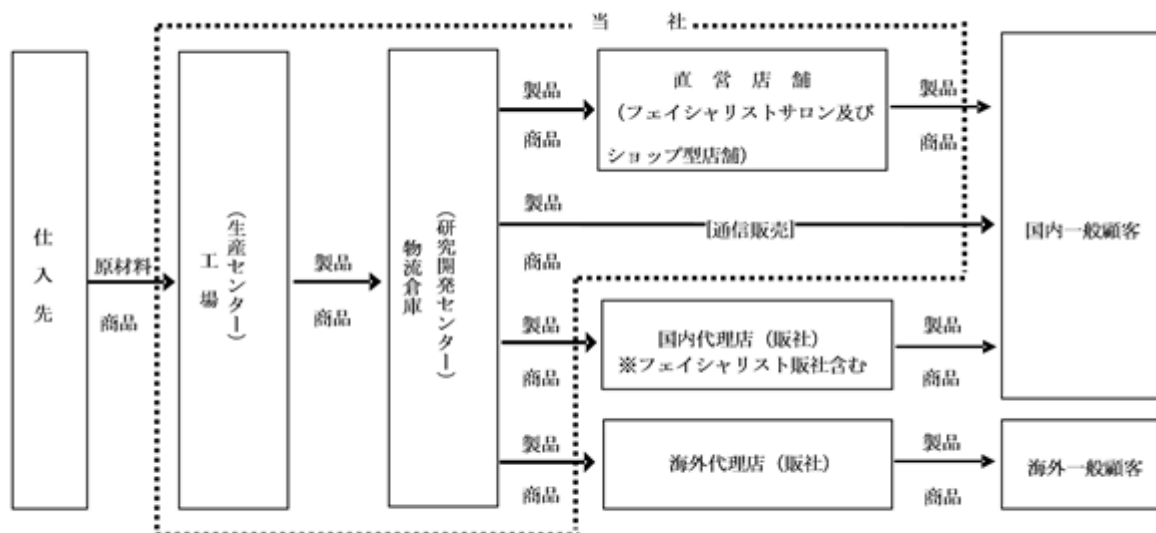 当 社
仕入先
原材料
商品
工場
(生産センター)
製品
商品
物流倉庫
(研究開発センター)
製品
商品
直 営 店 舗
(フェイシャリストサロン及び
ショップ型店舗)
製品
商品
製品
[通信販売]
商品
国内一般顧客
製品
商品
国内代理店(販社)
※フェイシャリスト販社含む
製品
商品
製品
商品
海外代理店(販社)
製品
商品
海外一般顧客